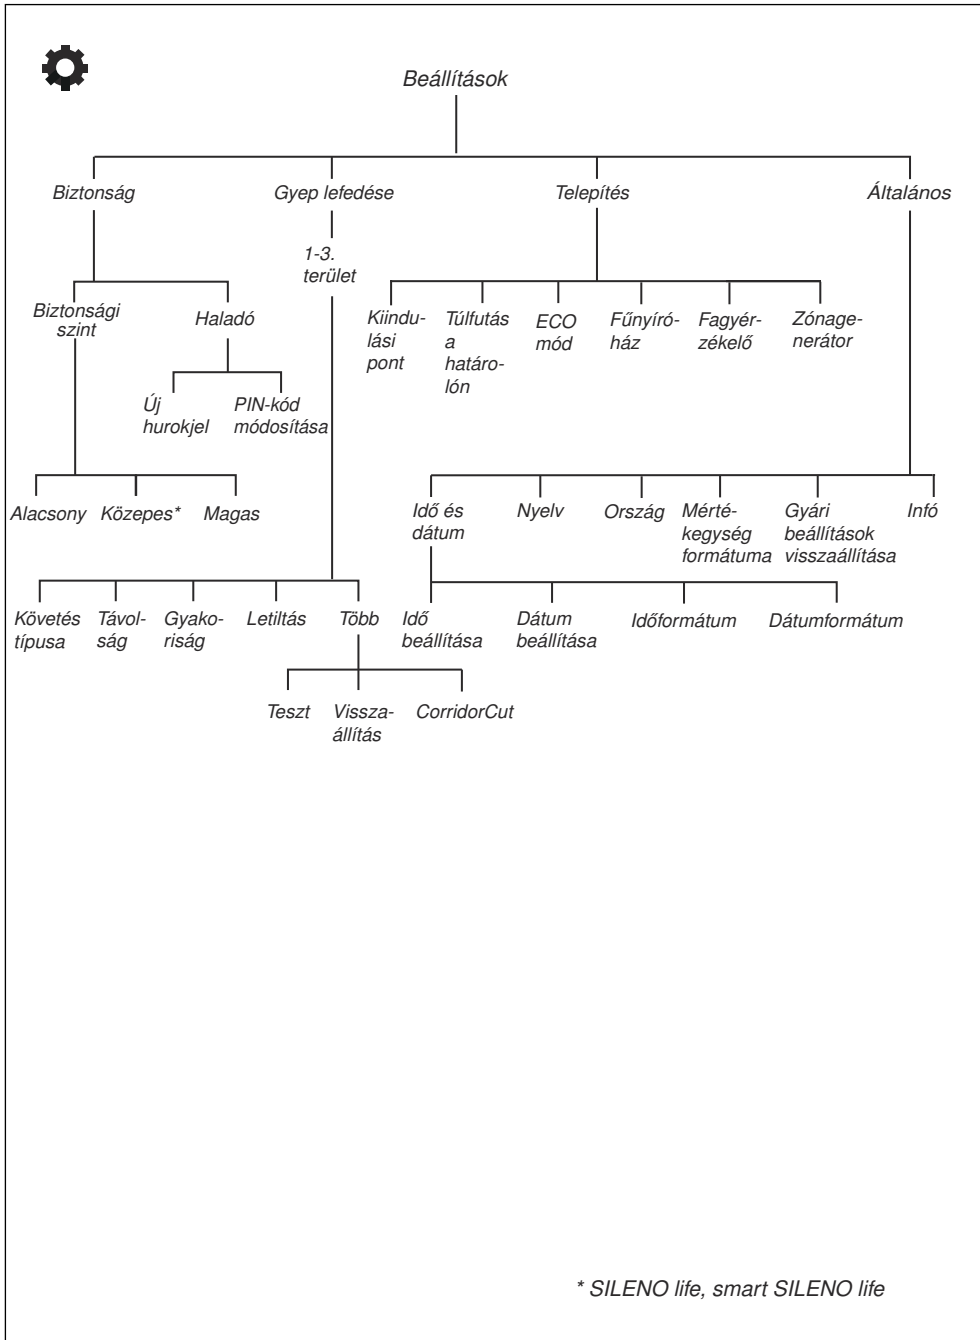 Beállítások
Biztonság
Gyep lefedése
Telepítés
Általános
1-3.
terület
Biztonsági
szint
Haladó
Kiindu-
lási
pont
Túlfutás
a
határo-
lón
ECO
mód
Fűnyíró-
ház
Fagyér-
zékelő
Zónage-
nerátor
Új
hurokjel
PIN-kód
módosítása
Alacsony
Közepes*
Magas
Idő és
dátum
Nyelv
Ország
Mérté-
kegység
formátuma
Gyári
beállítások
visszaállítása
Infó
Követés
típusa
Távol-
ság
Gyako-
riság
Letiltás
Több
Idő
beállítása
Dátum
beállítása
Időformátum
Dátumformátum
Teszt
Vissza-
állítás
CorridorCut
* SILENO life, smart SILENO life